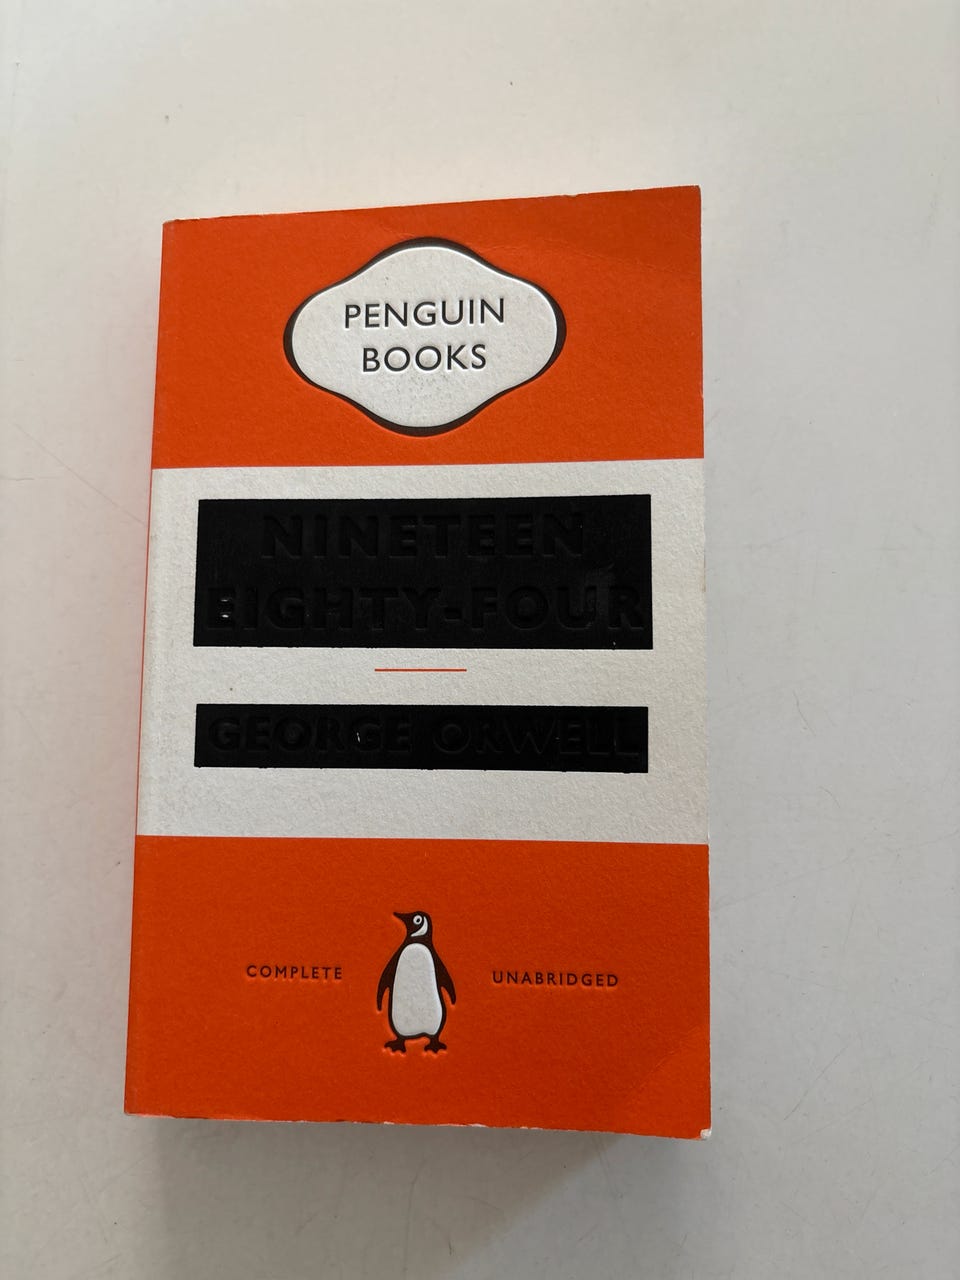 PENGUIN
BOOKS
NINETEEN
EIGHTY-FOUR
GEORGE ORWELL
COMPLETE UNABRIDGED